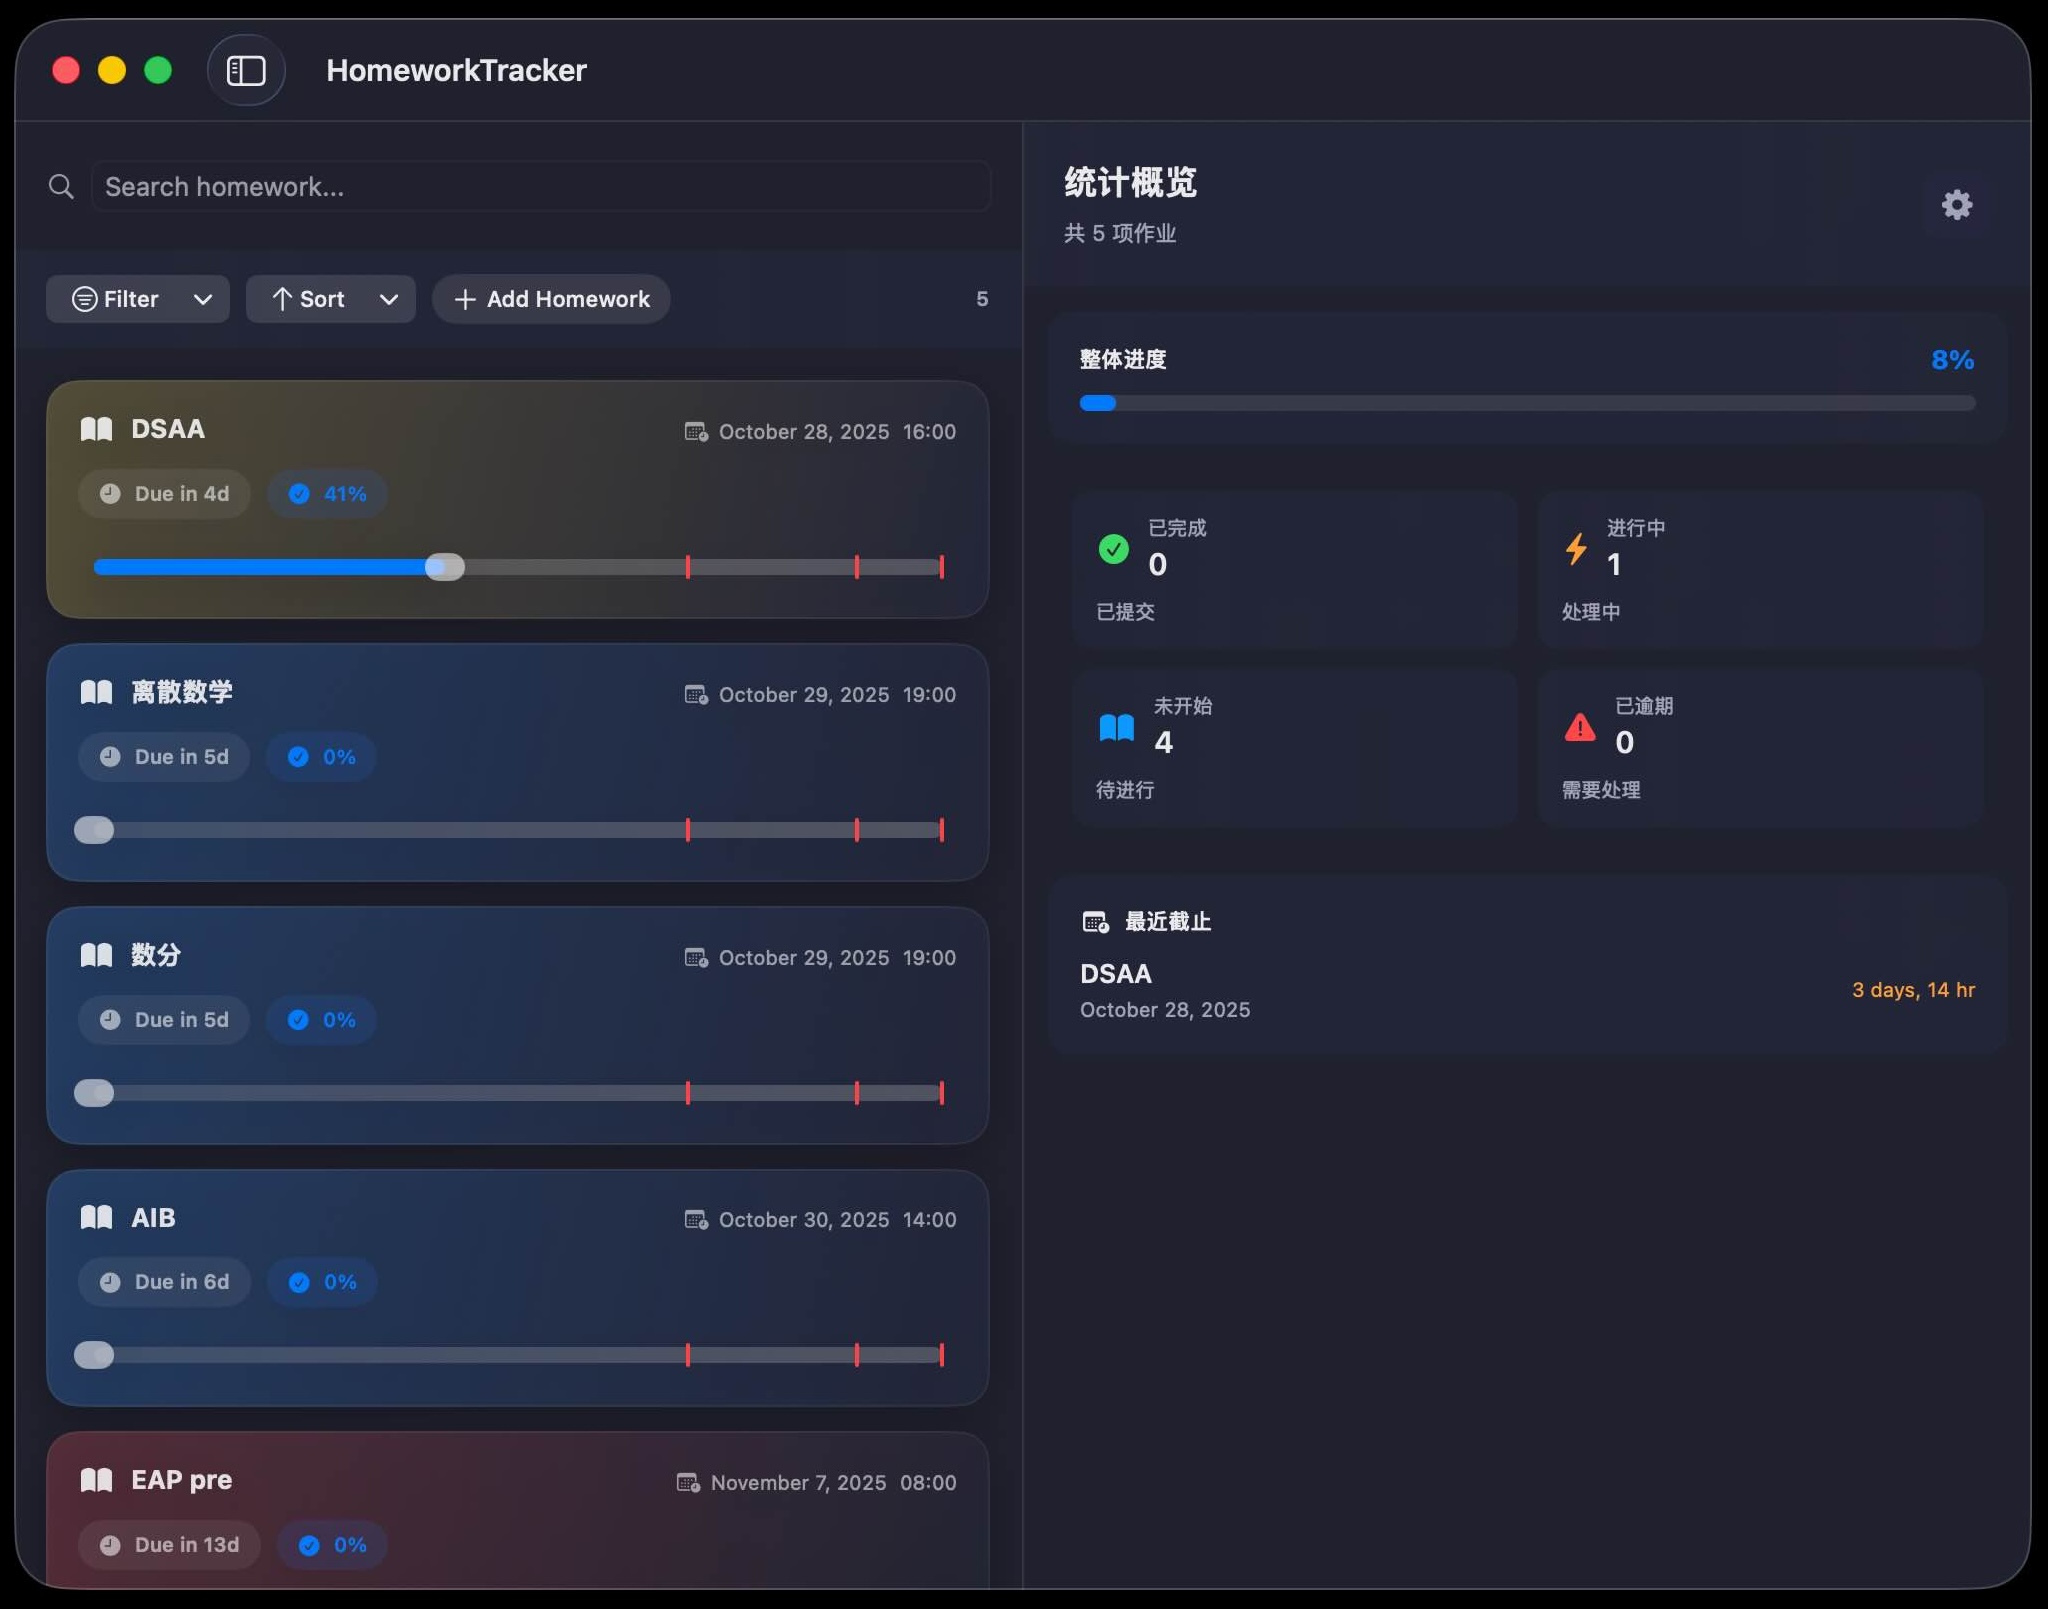 HomeworkTracker
Search homework...
Filter
Sort
Add Homework
5
DSAA
October 28, 2025 16:00
Due in 4d
41%
离散数学
October 29, 2025 19:00
Due in 5d
0%
数分
October 29, 2025 19:00
Due in 5d
0%
AIB
October 30, 2025 14:00
Due in 6d
0%
EAP pre
November 7, 2025 08:00
Due in 13d
0%
统计概览
共 5 项作业
整体进度
8%
已完成
0
已提交
进行中
1
处理中
未开始
4
待进行
已逾期
0
需要处理
最近截止
DSAA
October 28, 2025
3 days, 14 hr